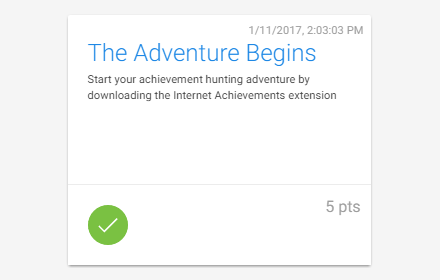 1/11/2017, 2:03:03 PM
The Adventure Begins
Start your achievement hunting adventure by
downloading the Internet Achievements extension
5 pts